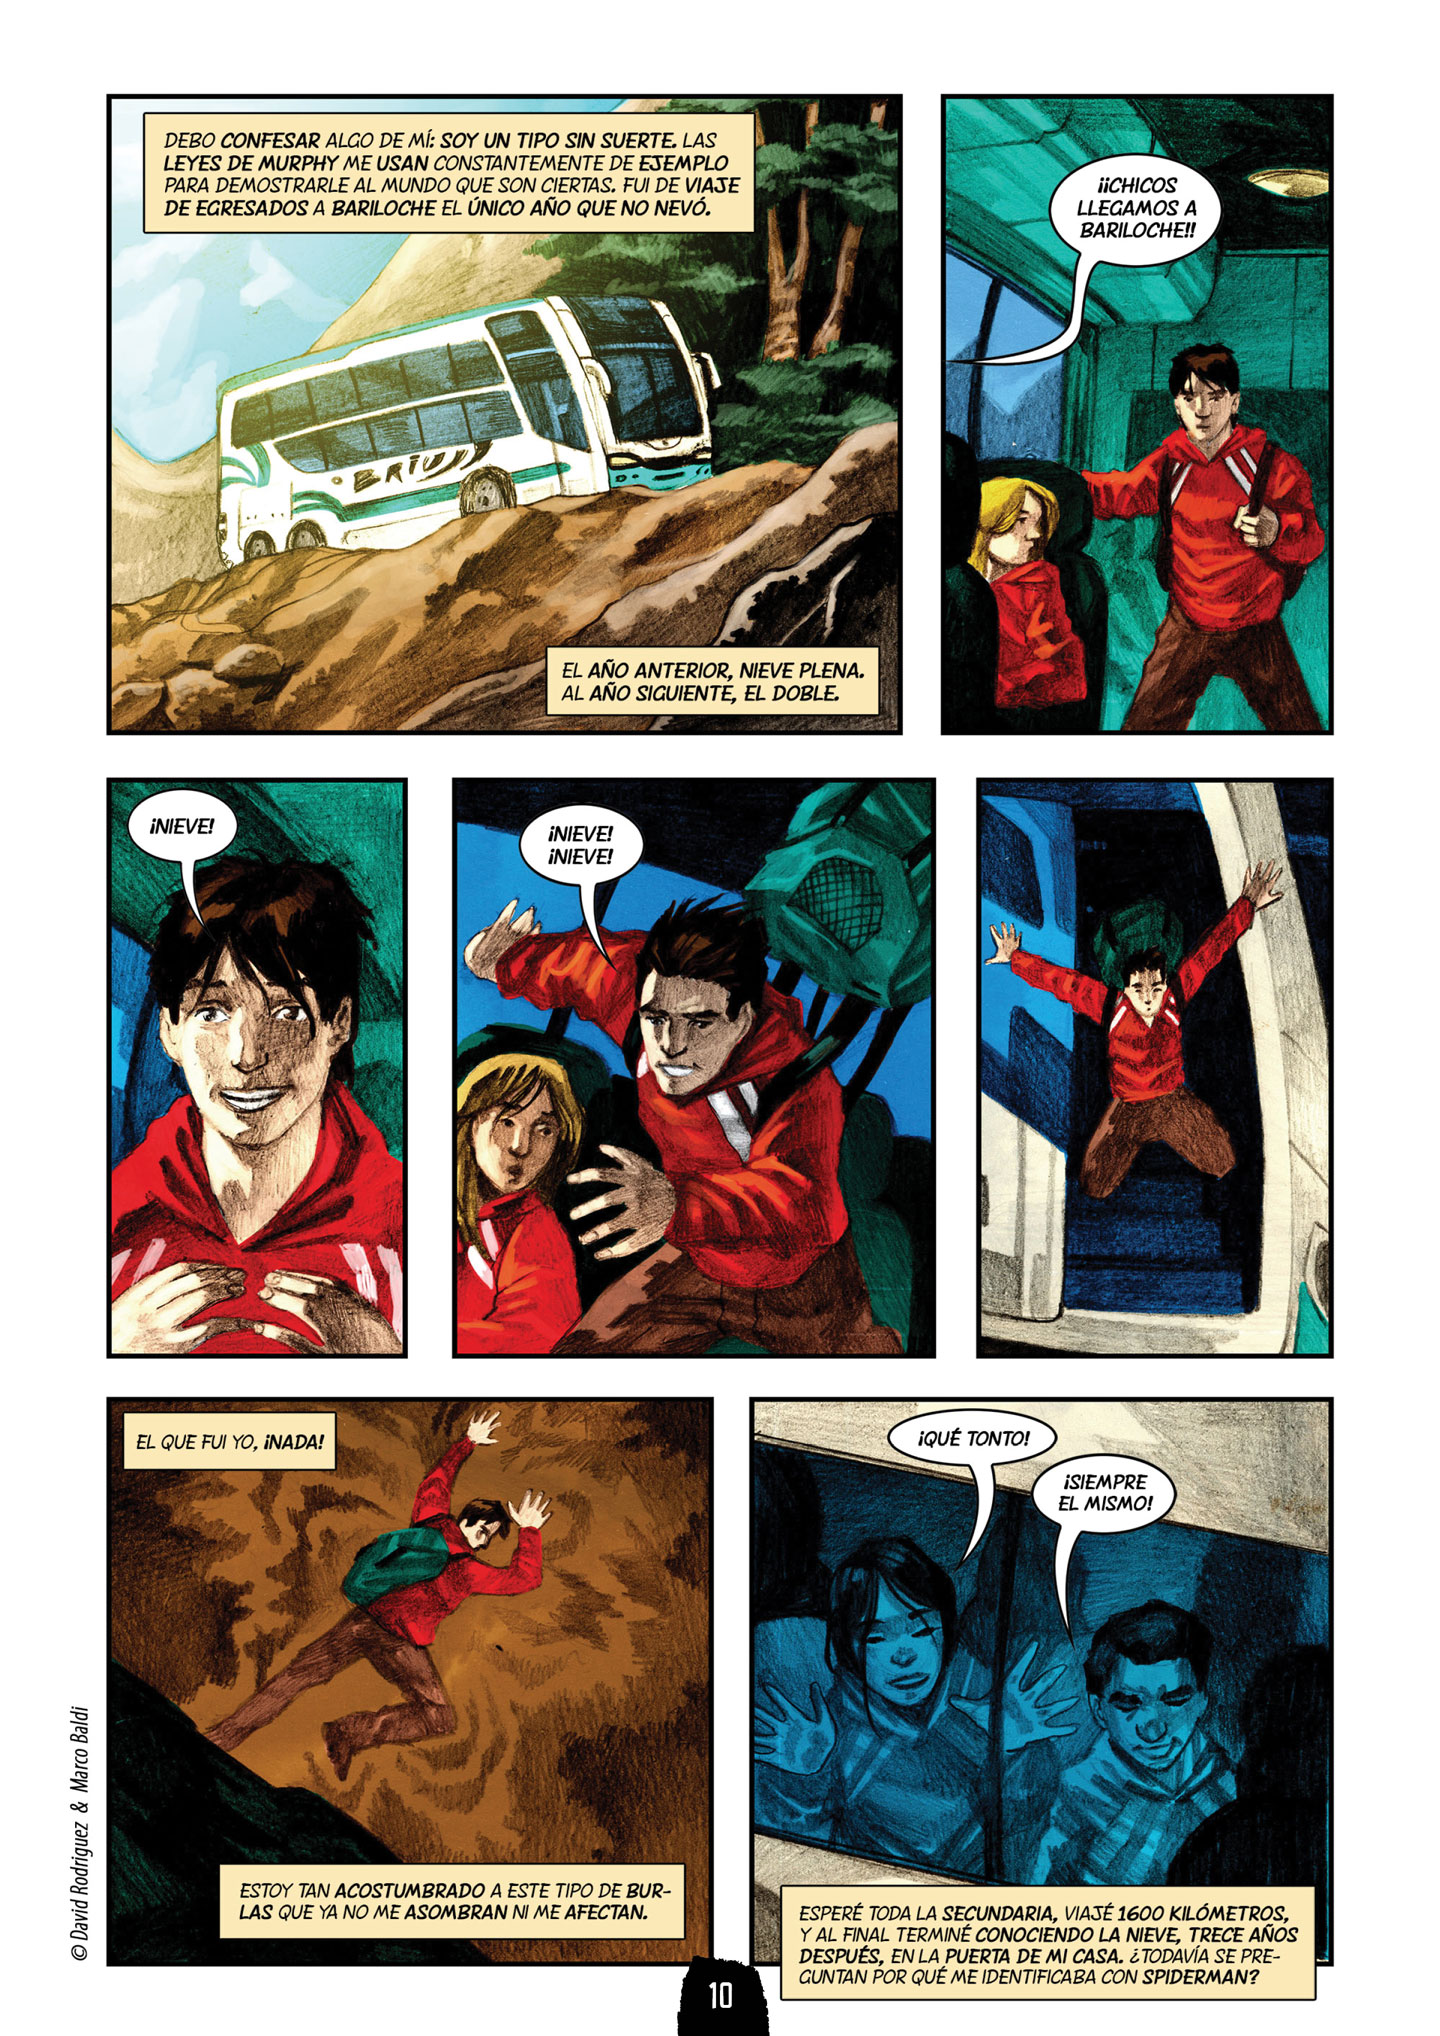 DEBO CONFESAR ALGO DE MÍ: SOY UN TIPO SIN SUERTE. LAS
LEYES DE MURPHY ME USAN CONSTANTEMENTE DE EJEMPLO
PARA DEMOSTRARLE AL MUNDO QUE SON CIERTAS. FUI DE VIAJE
DE EGRESADOS A BARILOCHE EL ÚNICO AÑO QUE NO NEVÓ.
EL AÑO ANTERIOR, NIEVE PLENA.
AL AÑO SIGUIENTE, EL DOBLE.
¡¡CHICOS
LLEGAMOS A
BARILOCHE!!
¡NIEVE!
¡NIEVE!
¡NIEVE!
EL QUE FUI YO, ¡NADA!
ESTOY TAN ACOSTUMBRADO A ESTE TIPO DE BUR-
LAS QUE YA NO ME ASOMBRAN NI ME AFECTAN.
¡QUÉ TONTO!
¡SIEMPRE
EL MISMO!
ESPERÉ TODA LA SECUNDARIA, VIAJÉ 1600 KILÓMETROS,
Y AL FINAL TERMINÉ CONOCIENDO LA NIEVE, TRECE AÑOS
DESPUÉS, EN LA PUERTA DE MI CASA. ¿TODAVÍA SE PRE-
GUNTAN POR QUÉ ME IDENTIFICABA CON SPIDERMAN?
© David Rodriguez & Marco Baldi
10